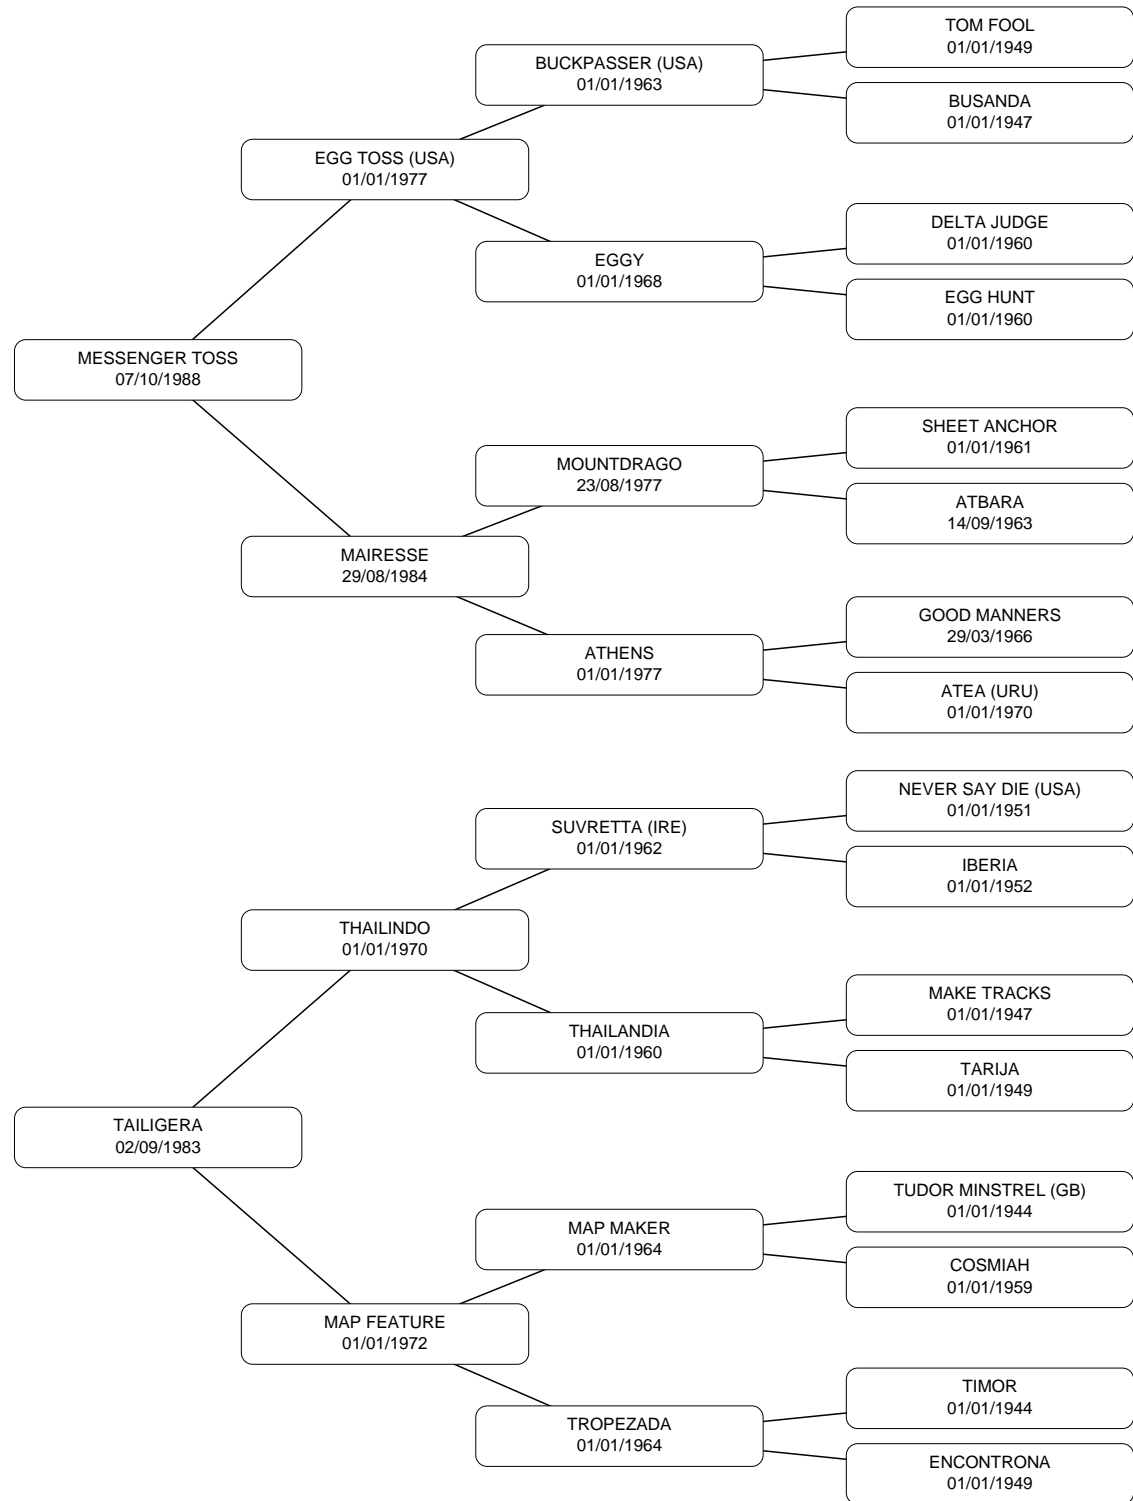 TOM FOOL
01/01/1949
BUCKPASSER (USA)
01/01/1963
BUSANDA
01/01/1947
EGG TOSS (USA)
01/01/1977
DELTA JUDGE
01/01/1960
EGGY
01/01/1968
EGG HUNT
01/01/1960
MESSENGER TOSS
07/10/1988
SHEET ANCHOR
01/01/1961
MOUNTDRAGO
23/08/1977
ATBARA
14/09/1963
MAIRESSE
29/08/1984
GOOD MANNERS
29/03/1966
ATHENS
01/01/1977
ATEA (URU)
01/01/1970
NEVER SAY DIE (USA)
01/01/1951
SUVRETTA (IRE)
01/01/1962
IBERIA
01/01/1952
THAILINDO
01/01/1970
MAKE TRACKS
01/01/1947
THAILANDIA
01/01/1960
TARIJA
01/01/1949
TAILIGERA
02/09/1983
TUDOR MINSTREL (GB)
01/01/1944
MAP MAKER
01/01/1964
COSMIAH
01/01/1959
MAP FEATURE
01/01/1972
TIMOR
01/01/1944
TROPEZADA
01/01/1964
ENCONTRONA
01/01/1949